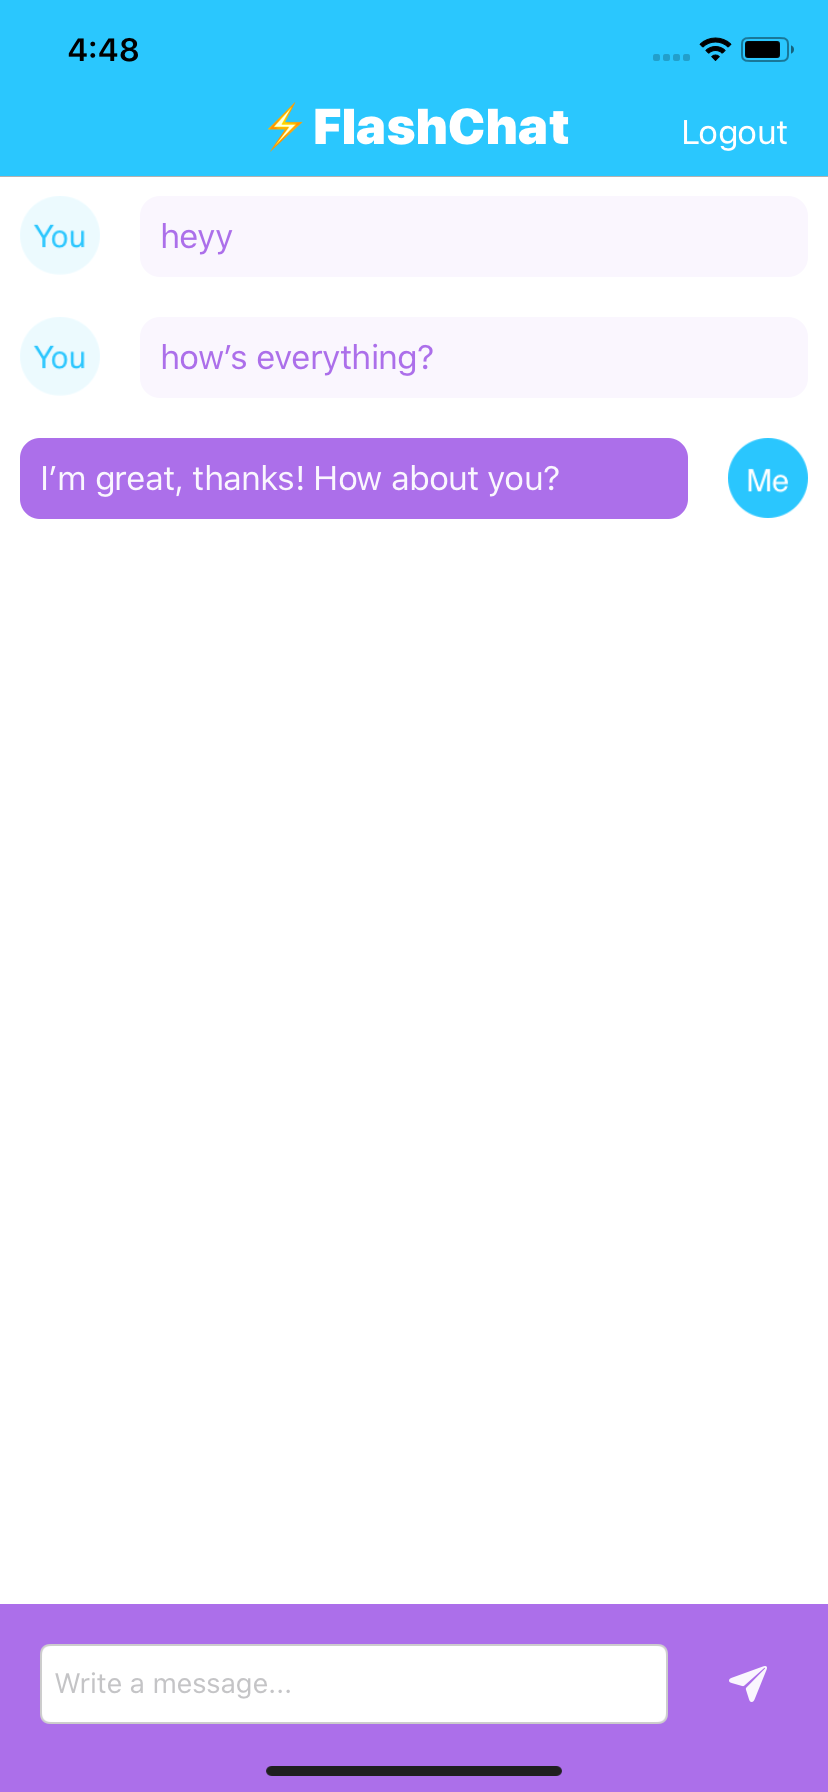 4:48
⚡️FlashChat
Logout
You
heyy
You
how’s everything?
I’m great, thanks! How about you?
Me
Write a message...